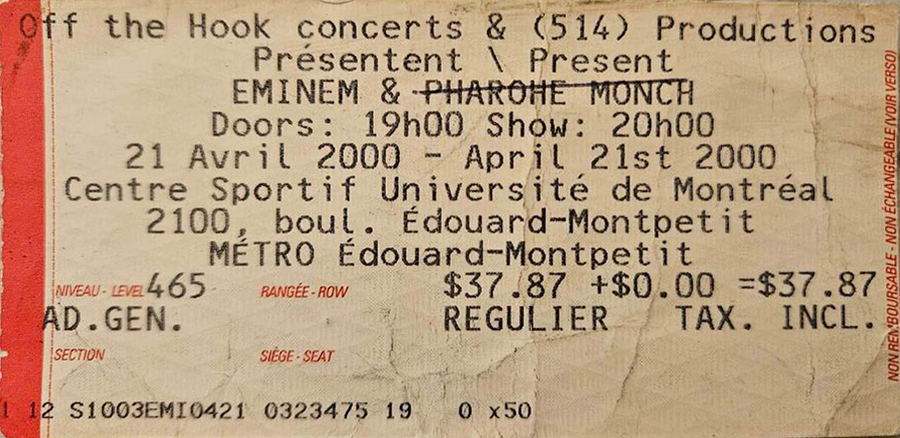 Off the Hook concerts & (514) Productions
Présentent \ Present
EMINEM & PHAROHE MONCH
Doors: 19h00 Show: 20h00
21 Avril 2000 - April 21st 2000
Centre Sportif Université de Montréal
2100, boul. Édouard-Montpetit
MÉTRO Édouard-Montpetit
NIVEAU - LEVEL 465 RANGÉE - ROW $37.87 +$0.00 =$37.87
AD.GEN. REGULIER TAX. INCL.
SECTION SIÈGE - SEAT
1 12 S1003EMI0421 0323475 19 0 x50
NON REMBOURSABLE - NON ÉCHANGEABLE (VOIR VERSO)